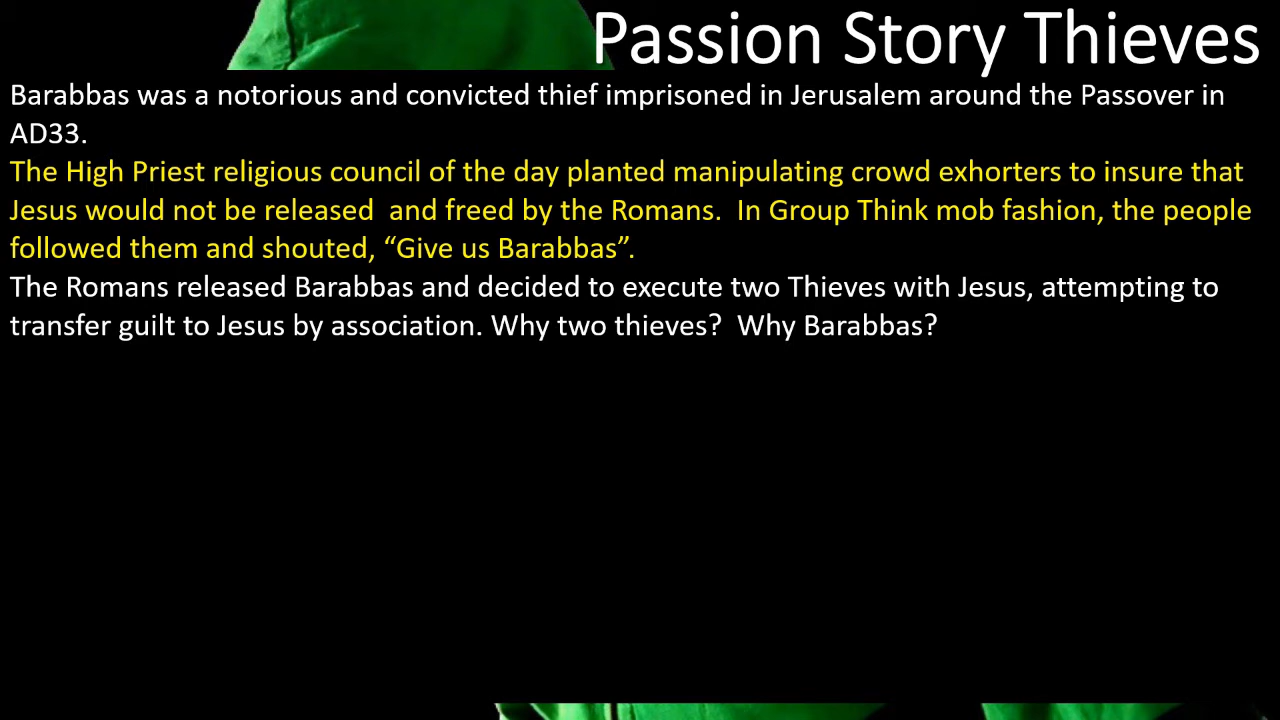 Passion Story Thieves
Barabbas was a notorious and convicted thief imprisoned in Jerusalem around the Passover in
AD33.
The High Priest religious council of the day planted manipulating crowd exhorters to insure that
Jesus would not be released  and freed by the Romans.  In Group Think mob fashion, the people
followed them and shouted, “Give us Barabbas”.
The Romans released Barabbas and decided to execute two Thieves with Jesus, attempting to
transfer guilt to Jesus by association. Why two thieves?  Why Barabbas?